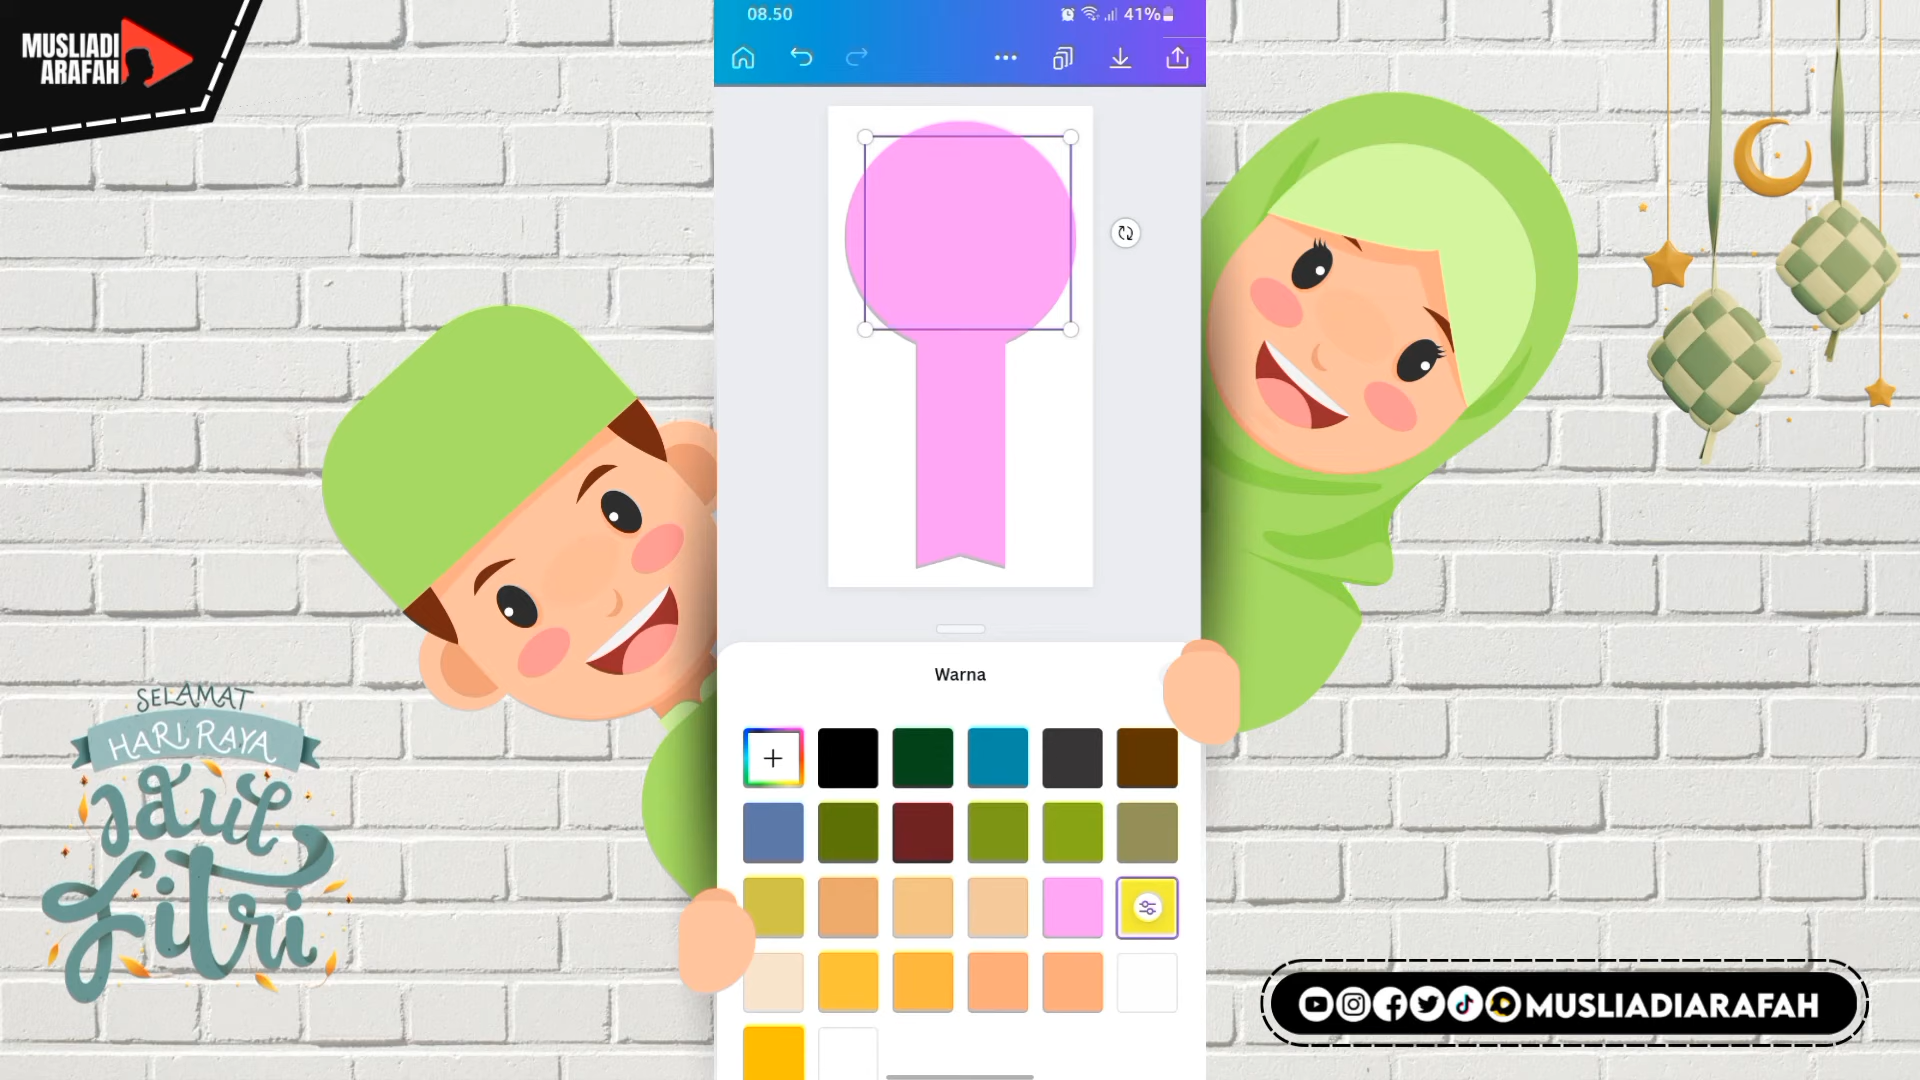 MUSLIADI
ARAFAH
08.50
41%
Warna
SELAMAT
HARI RAYA
Idul
Fitri
MUSLIADIARAFAH